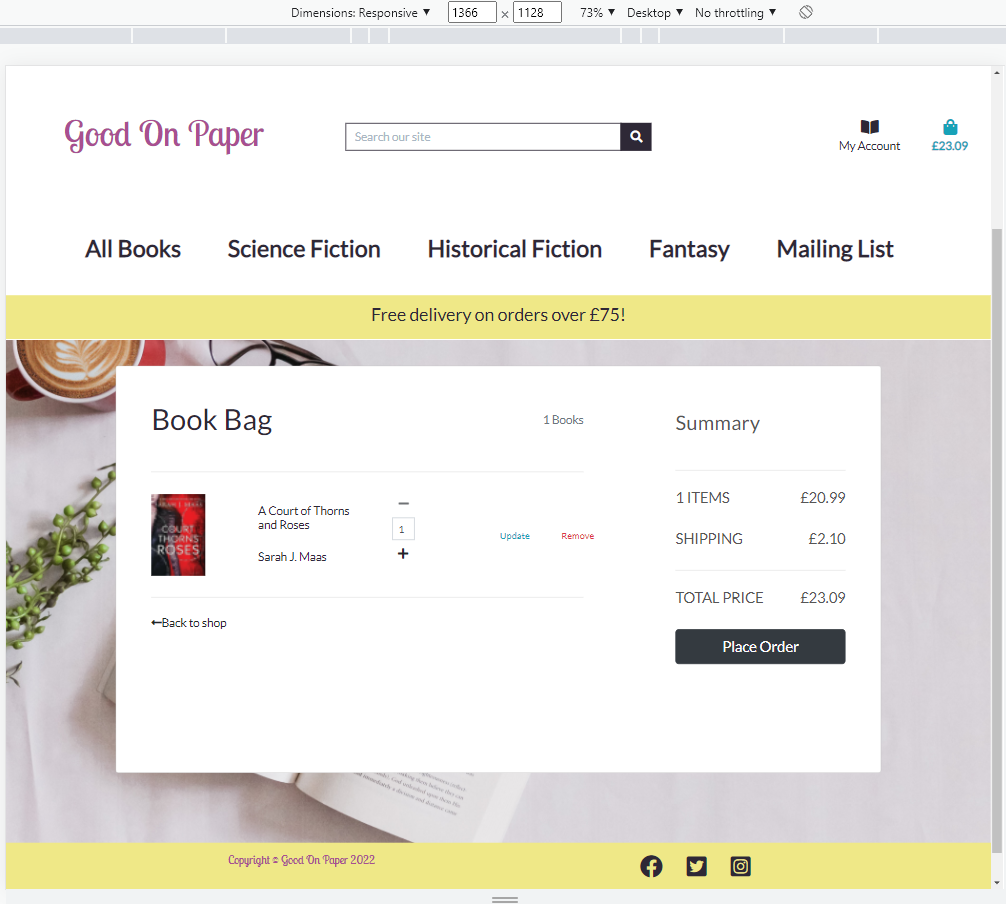 Dimensions: Responsive ▼ 1366 × 1128 73% ▼ Desktop ▼ No throttling ▼
Good On Paper
Search our site
My Account
£23.09
All Books Science Fiction Historical Fiction Fantasy Mailing List
Free delivery on orders over £75!
Book Bag
1 Books
A Court of Thorns
and Roses
Sarah J. Maas
COURT
THORNS
ROSES
1
Update
Remove
←Back to shop
Summary
1 ITEMS £20.99
SHIPPING £2.10
TOTAL PRICE £23.09
Place Order
Copyright © Good On Paper 2022